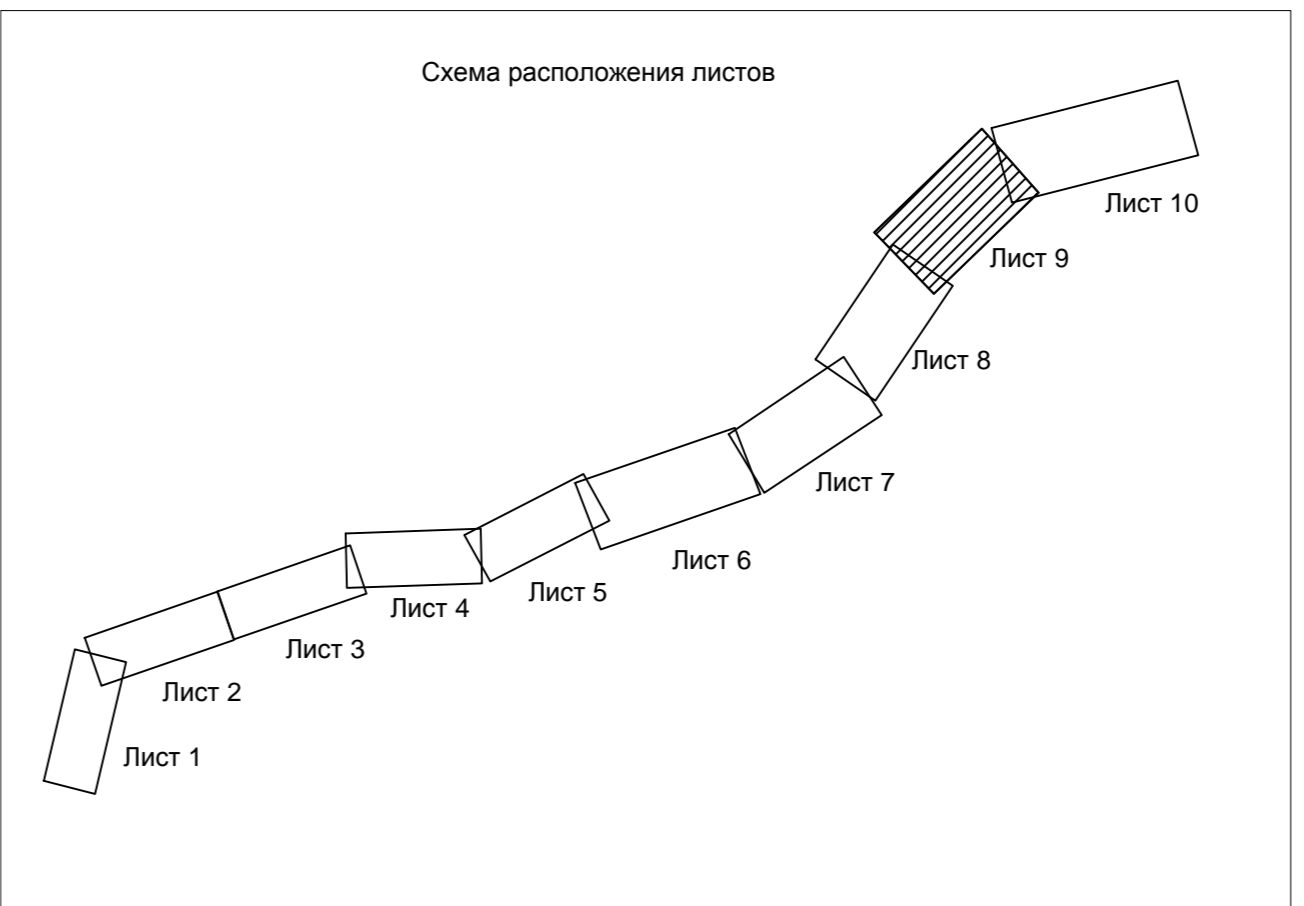 Схема расположения листов
Лист 10
Лист 9
Лист 8
Лист 7
Лист 6
Лист 5
Лист 4
Лист 3
Лист 2
Лист 1